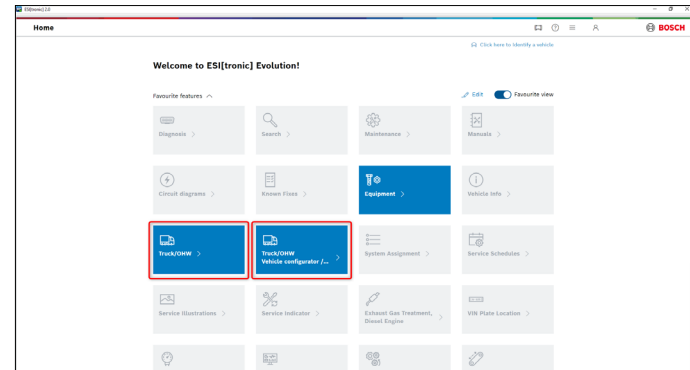 ESI[tronic] 2.0
Home
BOSCH
Click here to identify a vehicle
Welcome to ESI[tronic] Evolution!
Favourite features
Edit
Favourite view
Diagnosis >
Search >
Maintenance >
Manuals >
Circuit diagrams >
Known Fixes >
Equipment >
Vehicle Info >
Truck/OHW >
Truck/OHW
Vehicle configurator /... >
System Assignment >
Service Schedules >
Service Illustrations >
Service Indicator >
Exhaust Gas Treatment,
Diesel Engine >
VIN Plate Location >